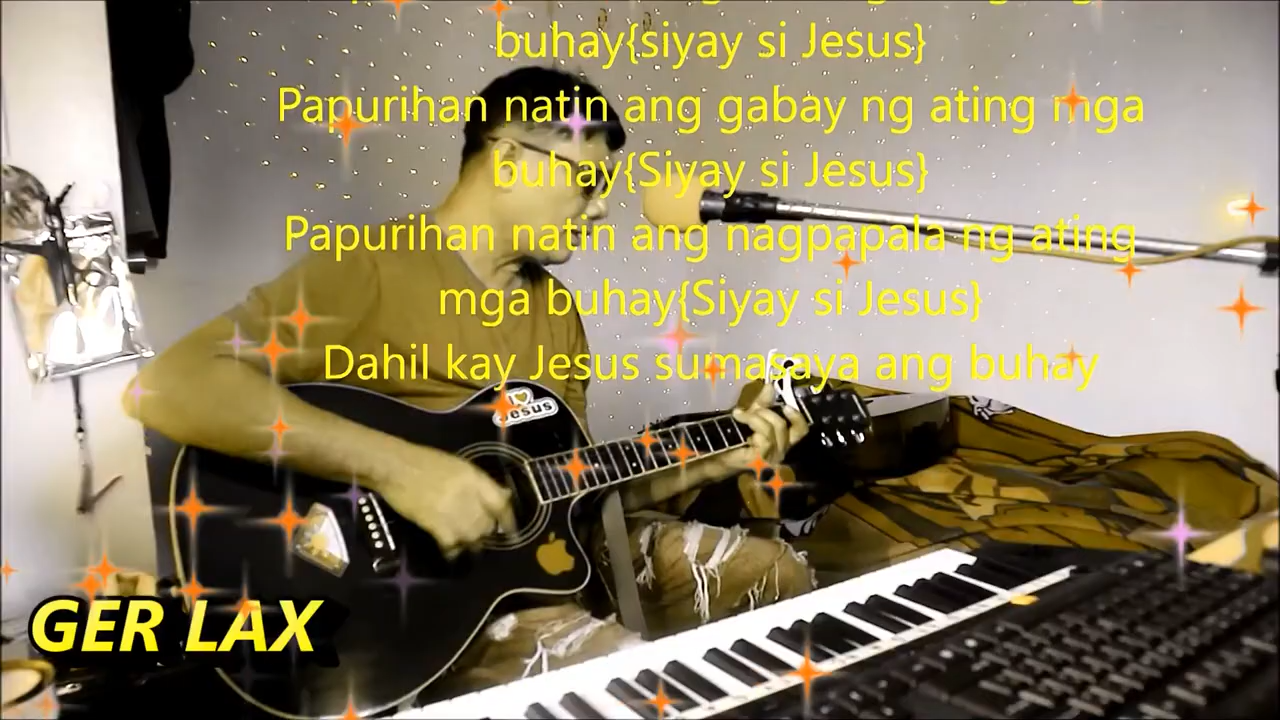 buhay{siyay si Jesus}
Papurihan natin ang gabay ng ating mga
buhay{Siyay si Jesus}
Papurihan natin ang nagpapala ng ating
mga buhay{Siyay si Jesus}
Dahil kay Jesus sumasaya ang buhay
I
Jesus
GER LAX